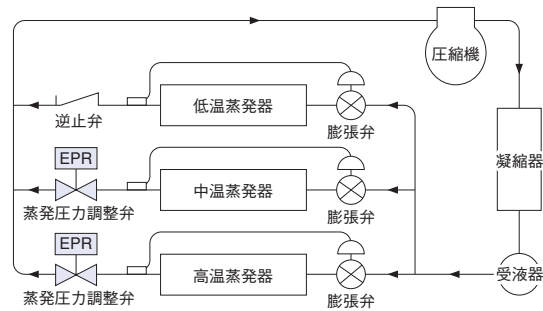 圧縮機
逆止弁
低温蒸発器
膨張弁
凝縮器
EPR
蒸発圧力調整弁
中温蒸発器
膨張弁
EPR
蒸発圧力調整弁
高温蒸発器
膨張弁
受液器